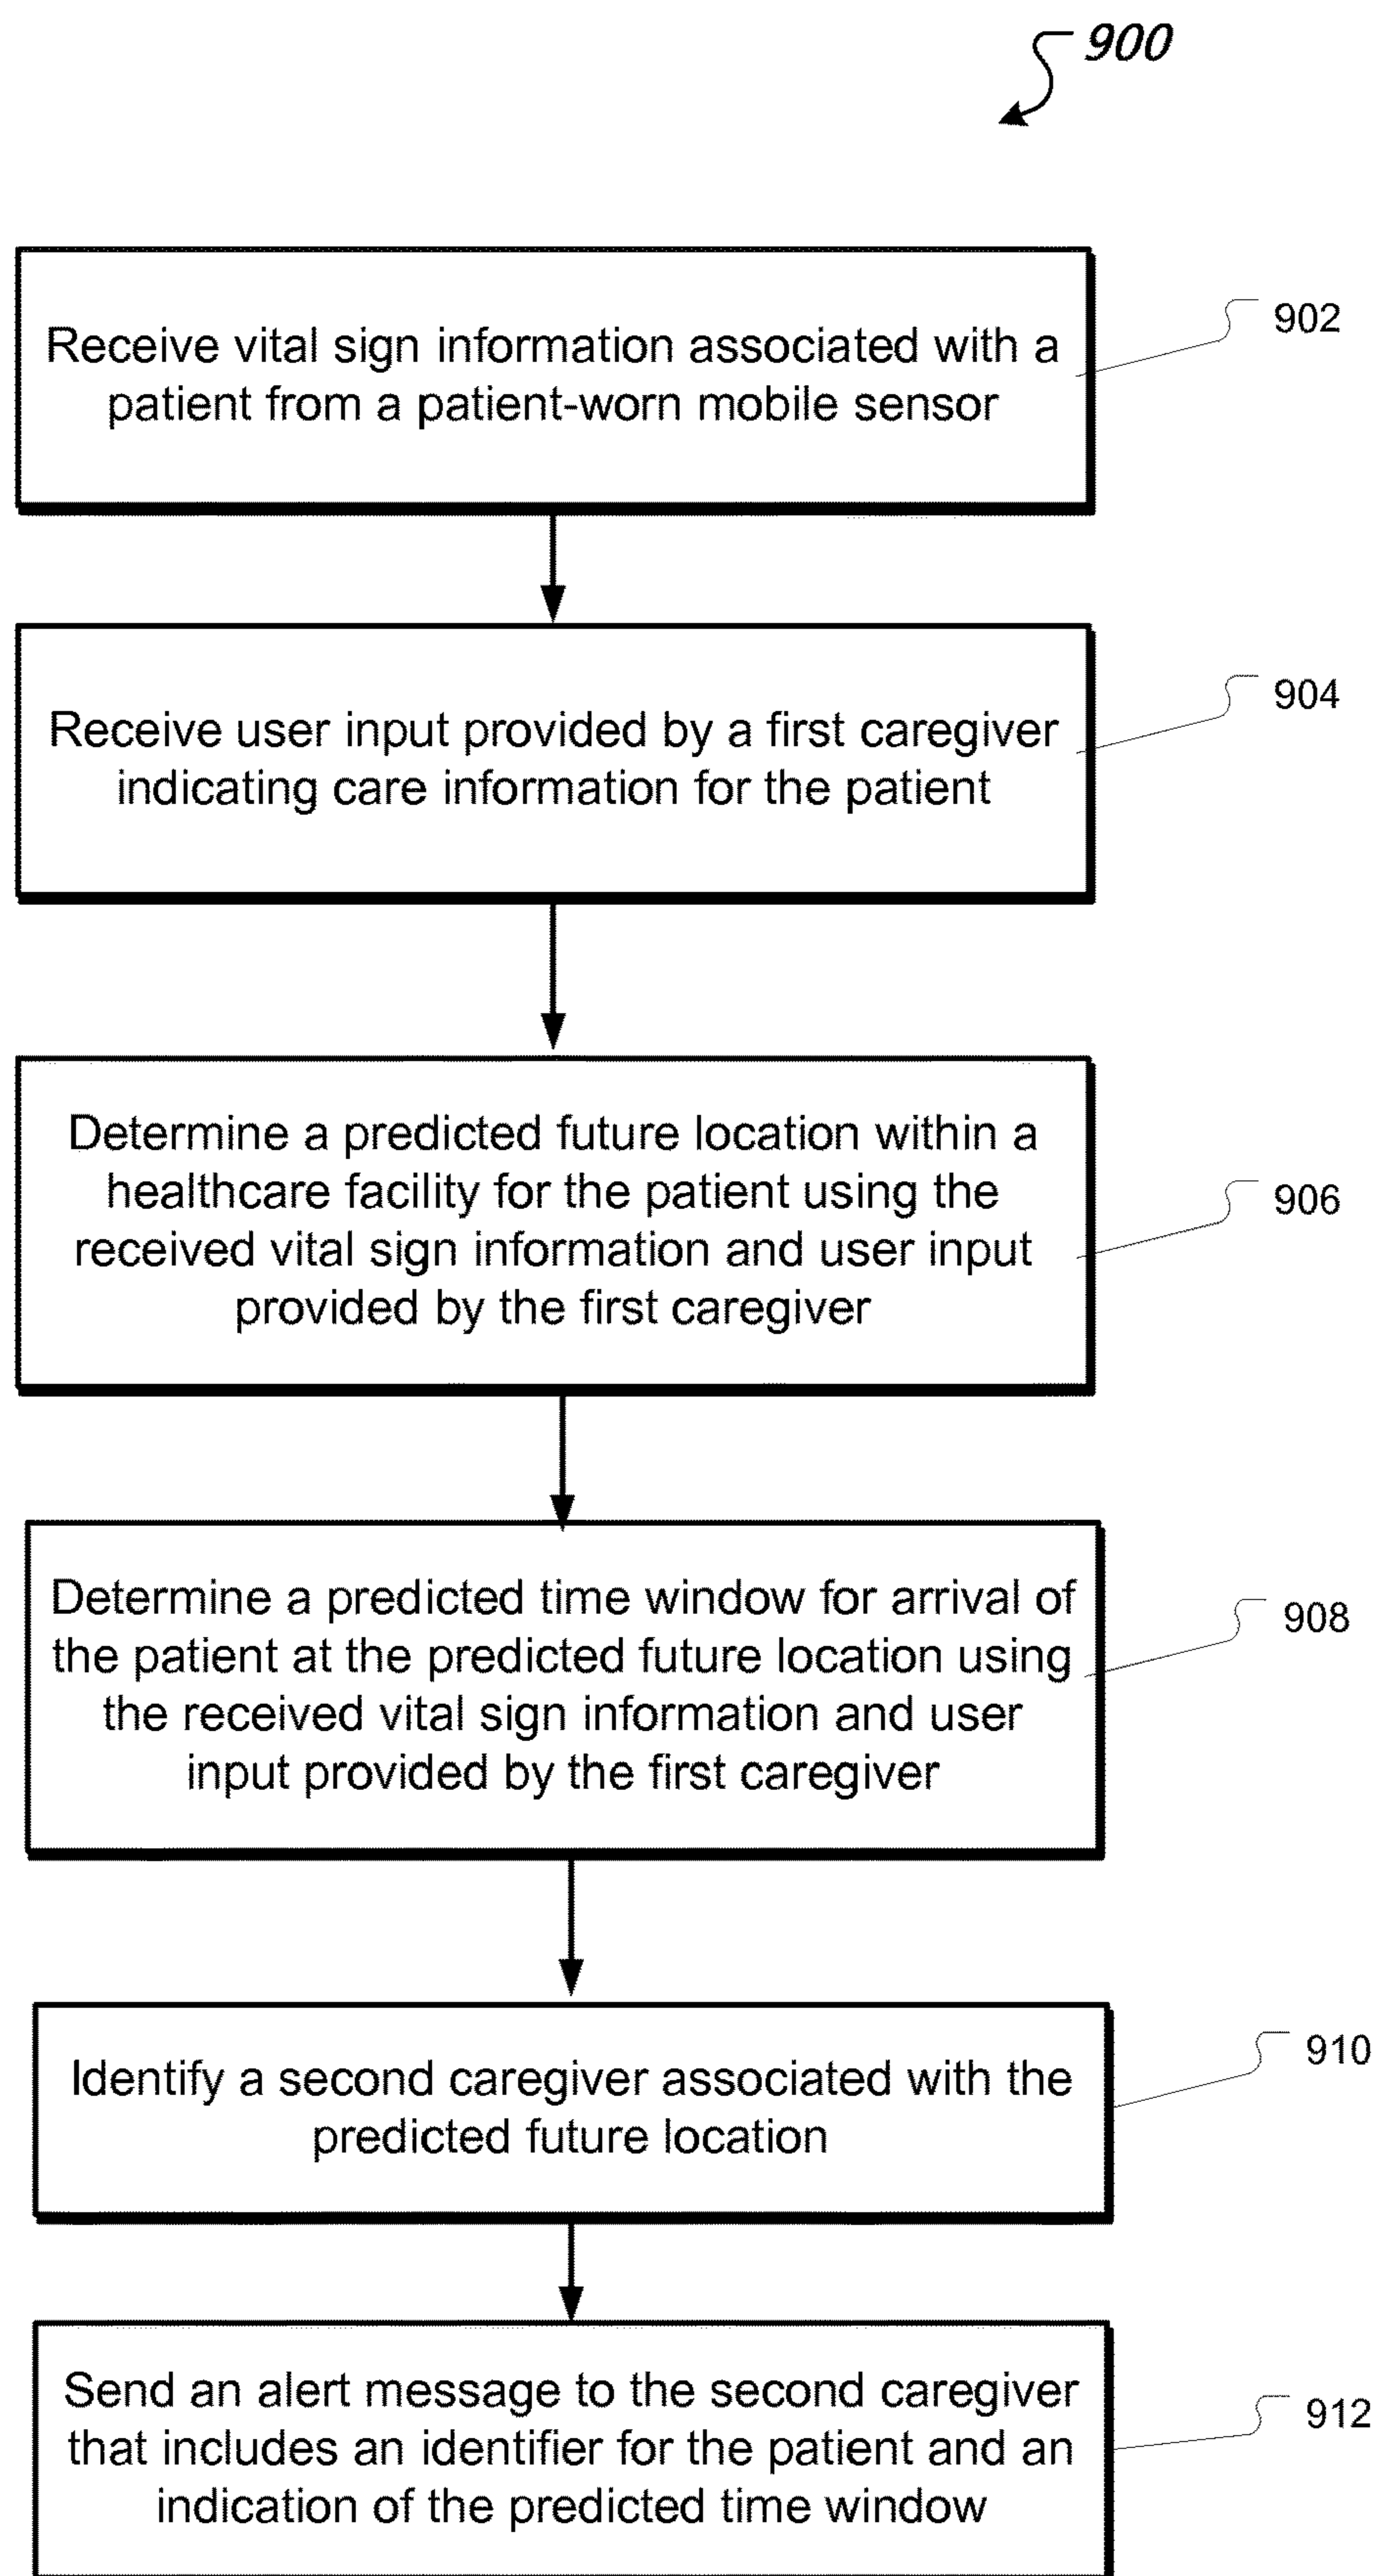 900
Receive vital sign information associated with a
patient from a patient-worn mobile sensor
902
Receive user input provided by a first caregiver
indicating care information for the patient
904
Determine a predicted future location within a
healthcare facility for the patient using the
received vital sign information and user input
provided by the first caregiver
906
Determine a predicted time window for arrival of
the patient at the predicted future location using
the received vital sign information and user
input provided by the first caregiver
908
Identify a second caregiver associated with the
predicted future location
910
Send an alert message to the second caregiver
that includes an identifier for the patient and an
indication of the predicted time window
912